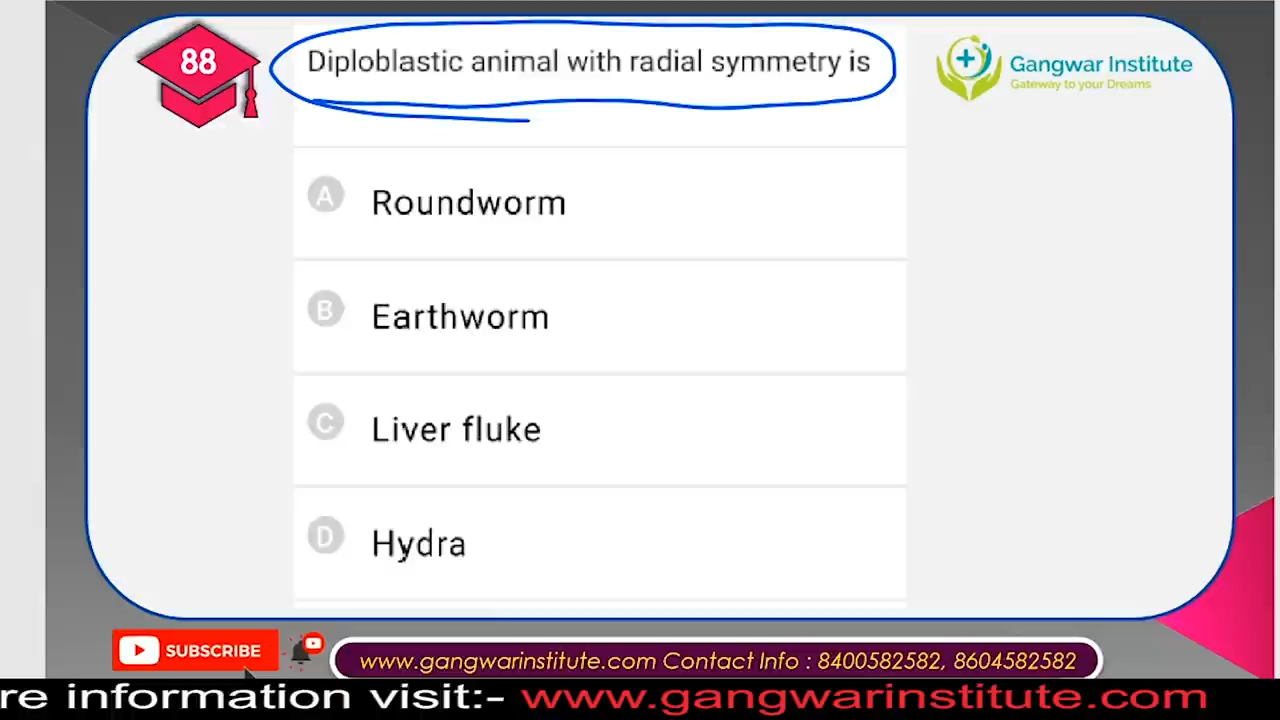 88
Diploblastic animal with radial symmetry is
Gangwar Institute
Gateway to your Dreams
A Roundworm
B Earthworm
C Liver fluke
D Hydra
SUBSCRIBE
www.gangwarinstitute.com Contact Info : 8400582582, 8604582582
re information visit:- www.gangwarinstitute.com